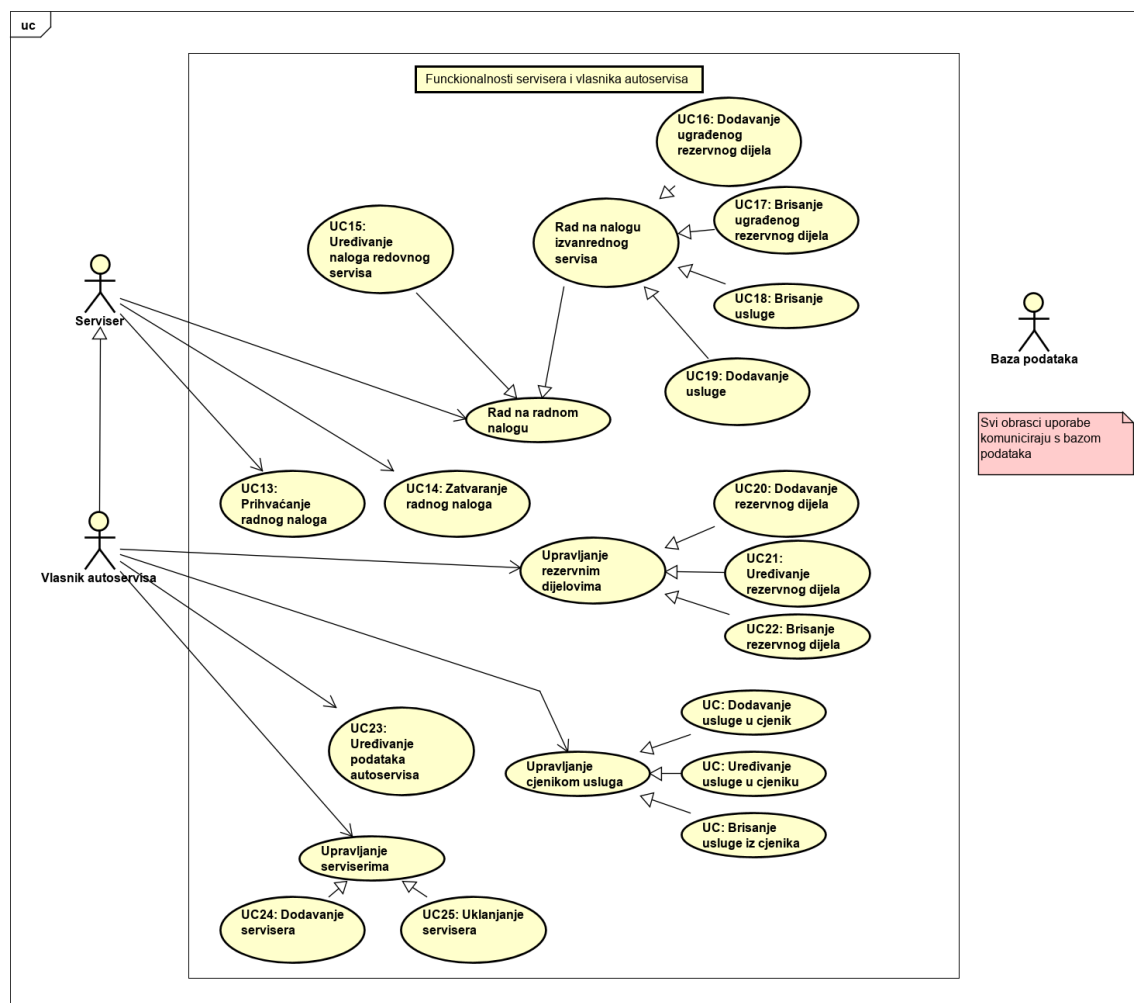 uc
Funckionalnosti servisera i vlasnika autoservisa
UC16: Dodavanje
ugrađenog
rezervnog dijela
UC17: Brisanje
ugrađenog
rezervnog dijela
UC15:
Uređivanje
naloga redovnog
servisa
Rad na nalogu
izvanrednog
servisa
UC18: Brisanje
usluge
Serviser
Baza podataka
UC19: Dodavanje
usluge
Rad na radnom
nalogu
Svi obrasci uporabe
komuniciraju s bazom
podataka
UC13:
Prihvaćanje
radnog naloga
UC14: Zatvaranje
radnog naloga
UC20: Dodavanje
rezervnog dijela
Vlasnik autoservisa
Upravljanje
rezervnim
dijelovima
UC21:
Uređivanje
rezervnog dijela
UC22: Brisanje
rezervnog dijela
UC: Dodavanje
usluge u cjenik
UC23:
Uređivanje
podataka
autoservisa
Upravljanje
cjenikom usluga
UC: Uređivanje
usluge u cjeniku
UC: Brisanje
usluge iz cjenika
Upravljanje
serviserima
UC24: Dodavanje
servisera
UC25: Uklanjanje
servisera